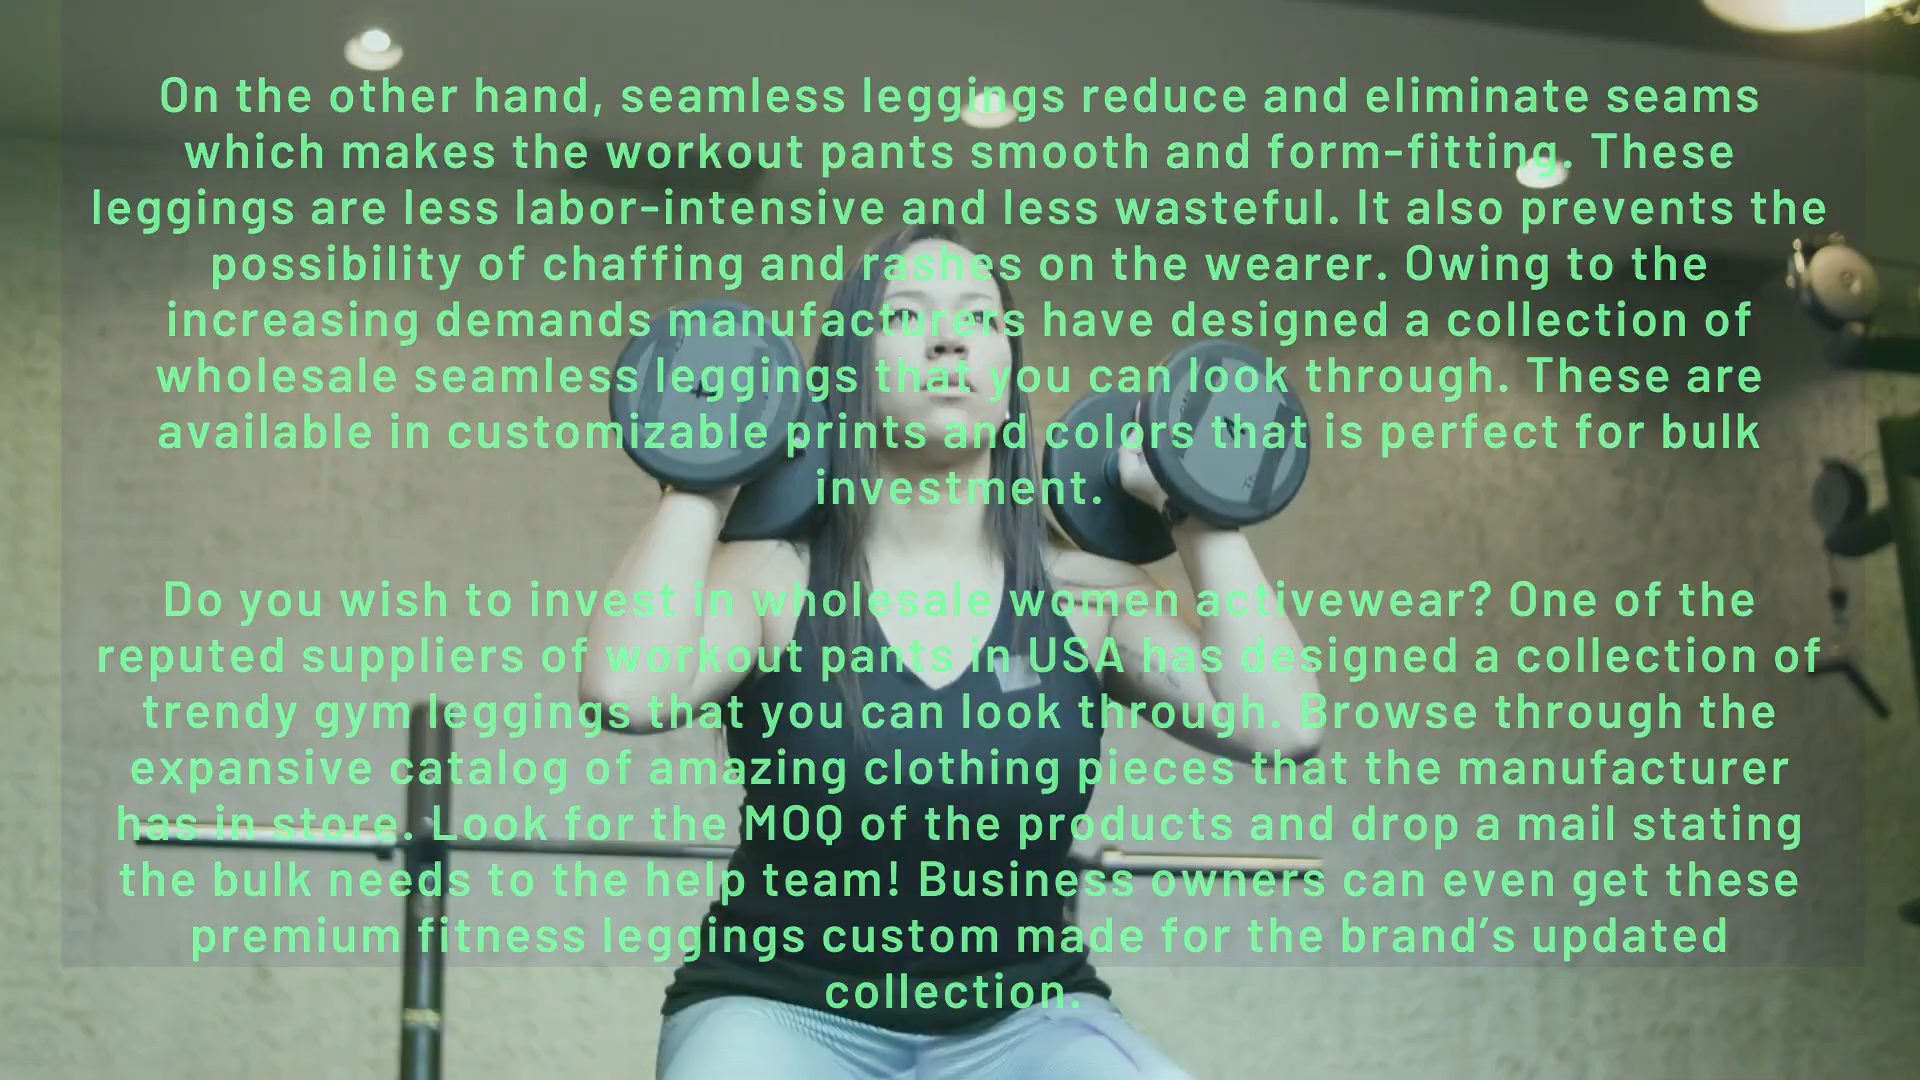 On the other hand, seamless leggings reduce and eliminate seams
which makes the workout pants smooth and form-fitting. These
leggings are less labor-intensive and less wasteful. It also prevents the
possibility of chaffing and rashes on the wearer. Owing to the
increasing demands manufacturers have designed a collection of
wholesale seamless leggings that you can look through. These are
available in customizable prints and colors that is perfect for bulk
investment.
Do you wish to invest in wholesale women activewear? One of the
reputed suppliers of workout pants in USA has designed a collection of
trendy gym leggings that you can look through. Browse through the
expansive catalog of amazing clothing pieces that the manufacturer
has in store. Look for the MOQ of the products and drop a mail stating
the bulk needs to the help team! Business owners can even get these
premium fitness leggings custom made for the brand’s updated
collection.